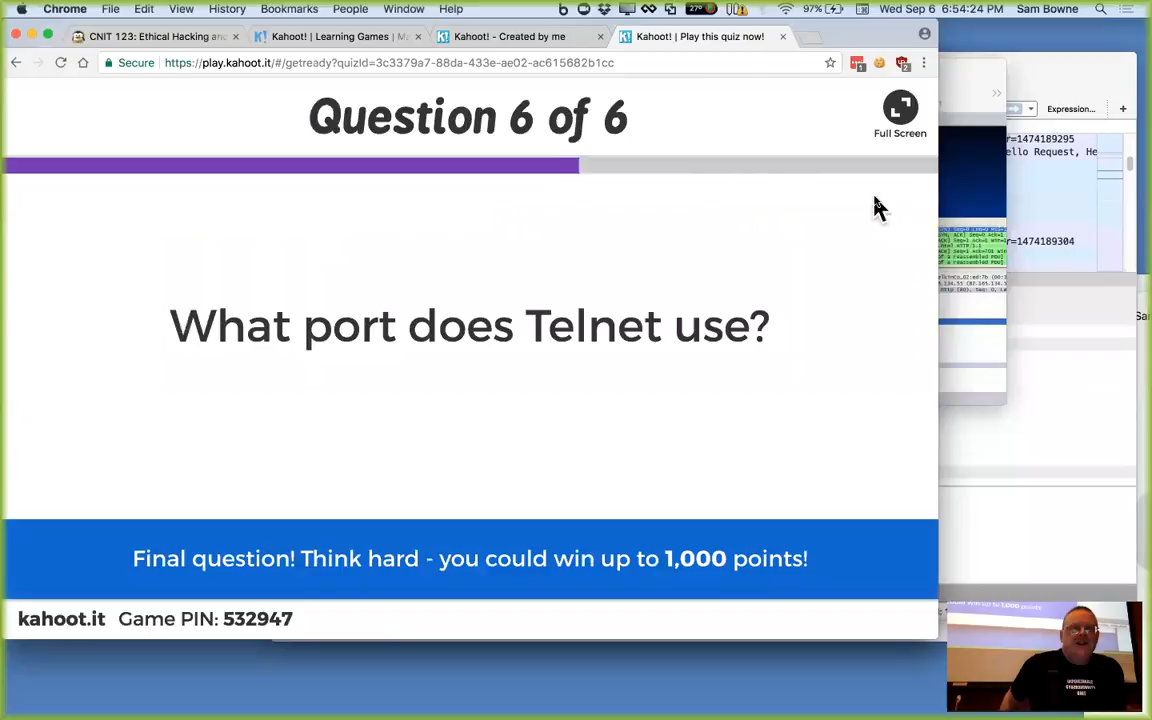 Chrome File Edit View History Bookmarks People Window Help 27° 97% Wed Sep 6 6:54:24 PM Sam Bowne
CNIT 123: Ethical Hacking and
Kahoot! | Learning Games | M
Kahoot! - Created by me
Kahoot! | Play this quiz now!
Secure https://play.kahoot.it/#/getready?quizId=3c3379a7-88da-433e-ae02-ac615682b1cc
1
2
Expression... +
r=1474189295
ello Request, He
r=1474189304
Question 6 of 6
Full Screen
What port does Telnet use?
Final question! Think hard - you could win up to 1,000 points!
kahoot.it Game PIN: 532947